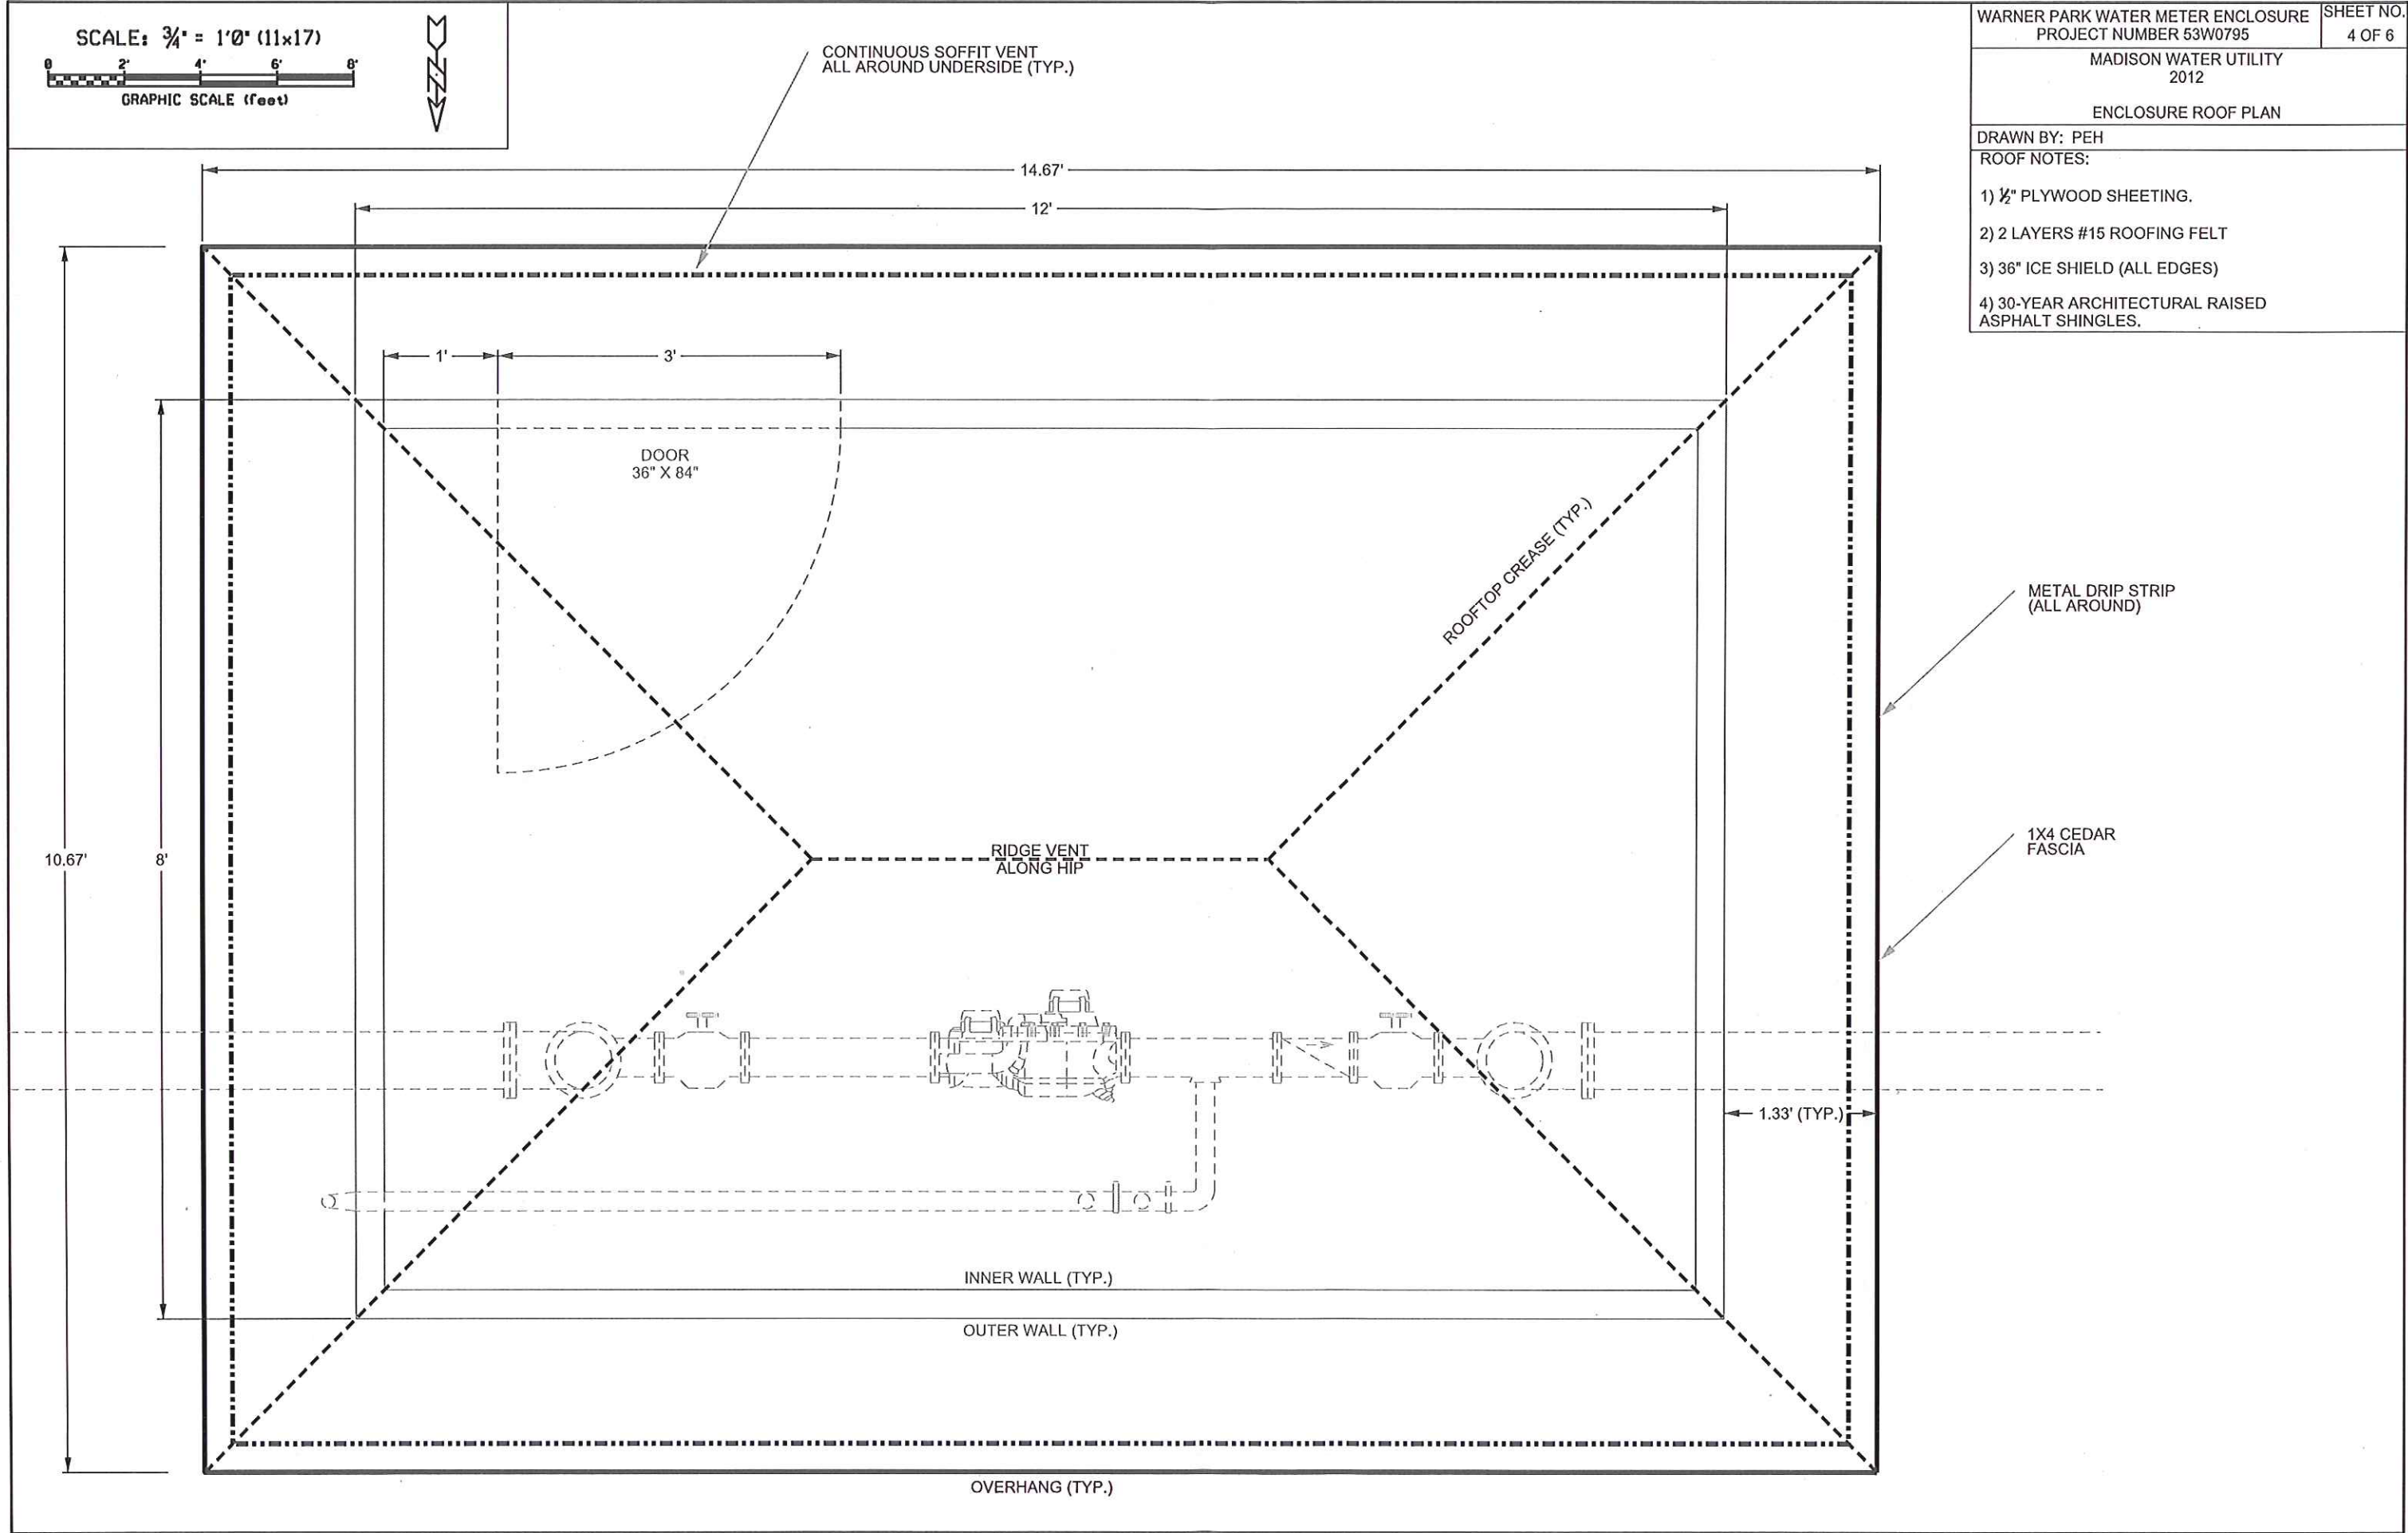 SCALE: ¾" = 1'0" (11x17)
0 2' 4' 6' 8'
GRAPHIC SCALE (feet)
N
CONTINUOUS SOFFIT VENT
ALL AROUND UNDERSIDE (TYP.)
WARNER PARK WATER METER ENCLOSURE
PROJECT NUMBER 53W0795
SHEET NO.
4 OF 6
MADISON WATER UTILITY
2012
ENCLOSURE ROOF PLAN
DRAWN BY: PEH
ROOF NOTES:
1) ½" PLYWOOD SHEETING.
2) 2 LAYERS #15 ROOFING FELT
3) 36" ICE SHIELD (ALL EDGES)
4) 30-YEAR ARCHITECTURAL RAISED
ASPHALT SHINGLES.
14.67'
12'
1'
3'
DOOR
36" X 84"
ROOFTOP CREASE (TYP.)
METAL DRIP STRIP
(ALL AROUND)
10.67'
8'
RIDGE VENT
ALONG HIP
1X4 CEDAR
FASCIA
1.33' (TYP.)
INNER WALL (TYP.)
OUTER WALL (TYP.)
OVERHANG (TYP.)